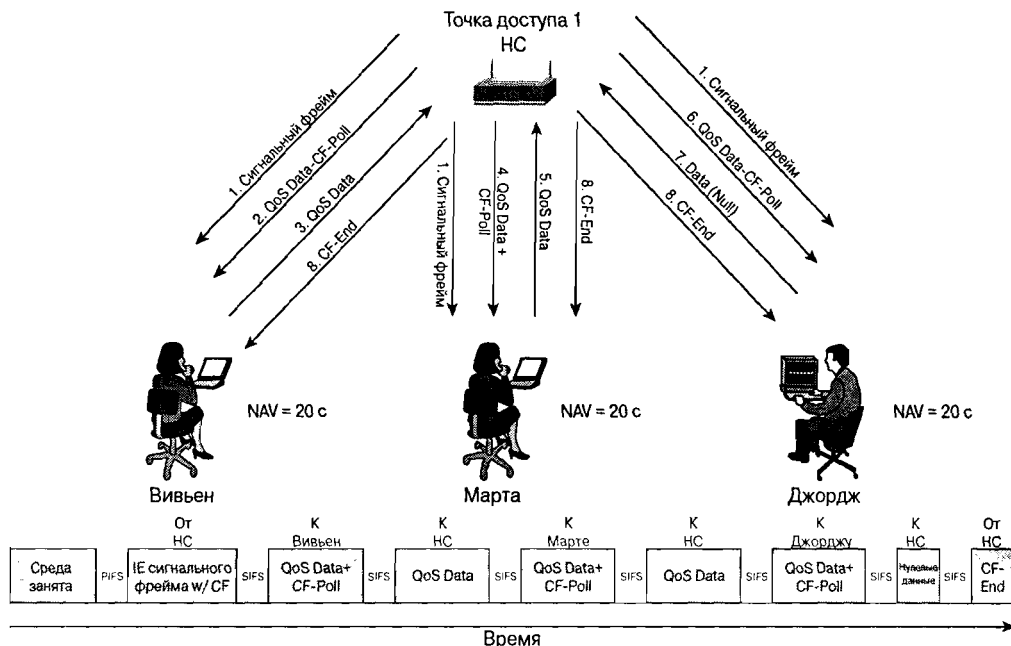 Точка доступа 1
НС
1. Сигнальный фрейм
2. QoS Data-CF-Poll
3. QoS Data
8. CF-End
1. Сигнальный фрейм
4. QoS Data +
CF-Poll
5. QoS Data
8. CF-End
1. Сигнальный фрейм
6. QoS Data-CF-Poll
7. Data (Null)
8. CF-End
NAV = 20 с
NAV = 20 с
NAV = 20 с
Вивьен
Марта
Джордж
От
НС
К
Вивьен
К
НС
К
Марте
К
НС
К
Джорджу
К
НС
От
НС
Среда
занята
PIFS
IE сигнального
фрейма w/ CF
SIFS
QoS Data+
CF-Poll
SIFS
QoS Data
SIFS
QoS Data+
CF-Poll
SIFS
QoS Data
SIFS
QoS Data+
CF-Poll
SIFS
Нулевые
данные
SIFS
CF-
End
Время